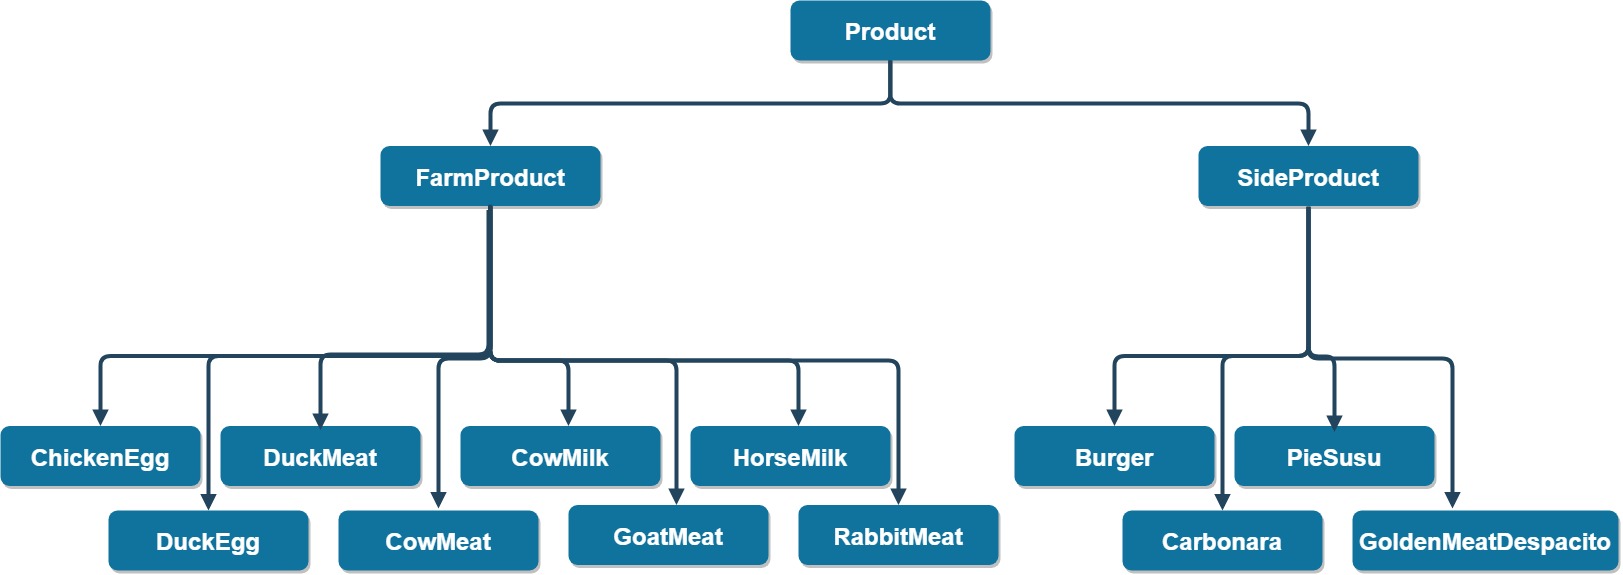 Product
FarmProduct
SideProduct
ChickenEgg
DuckMeat
CowMilk
HorseMilk
Burger
PieSusu
DuckEgg
CowMeat
GoatMeat
RabbitMeat
Carbonara
GoldenMeatDespacito